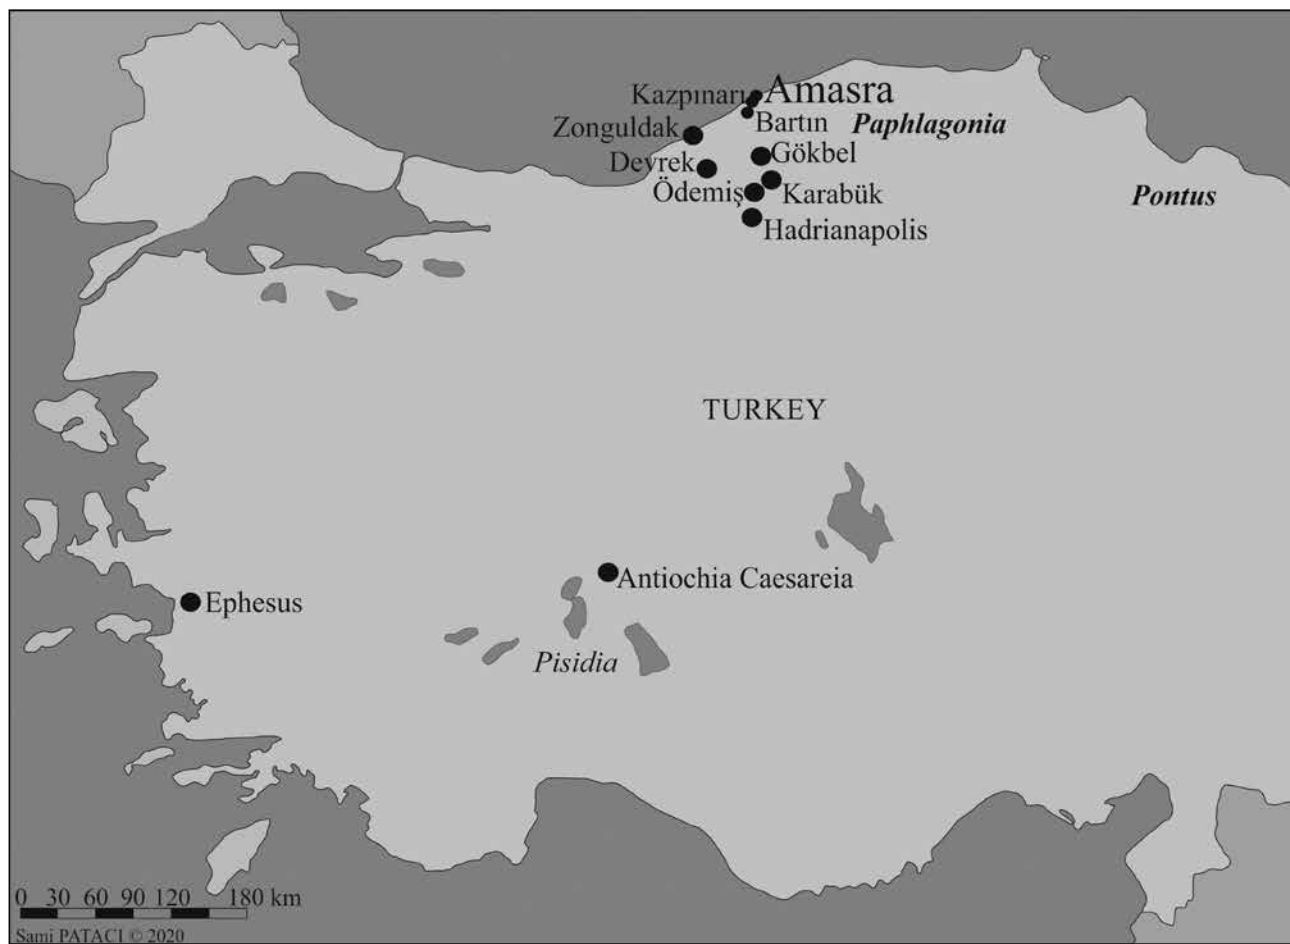 Kazpınarı
Amasra
Bartın
Paphlagonia
Zonguldak
Devrek
Gökbel
Ödemiş
Karabük
Pontus
Hadrianapolis
TURKEY
Antiochia Caesareia
Ephesus
Pisidia
0 30 60 90 120 180 km
Sami PATACI © 2020